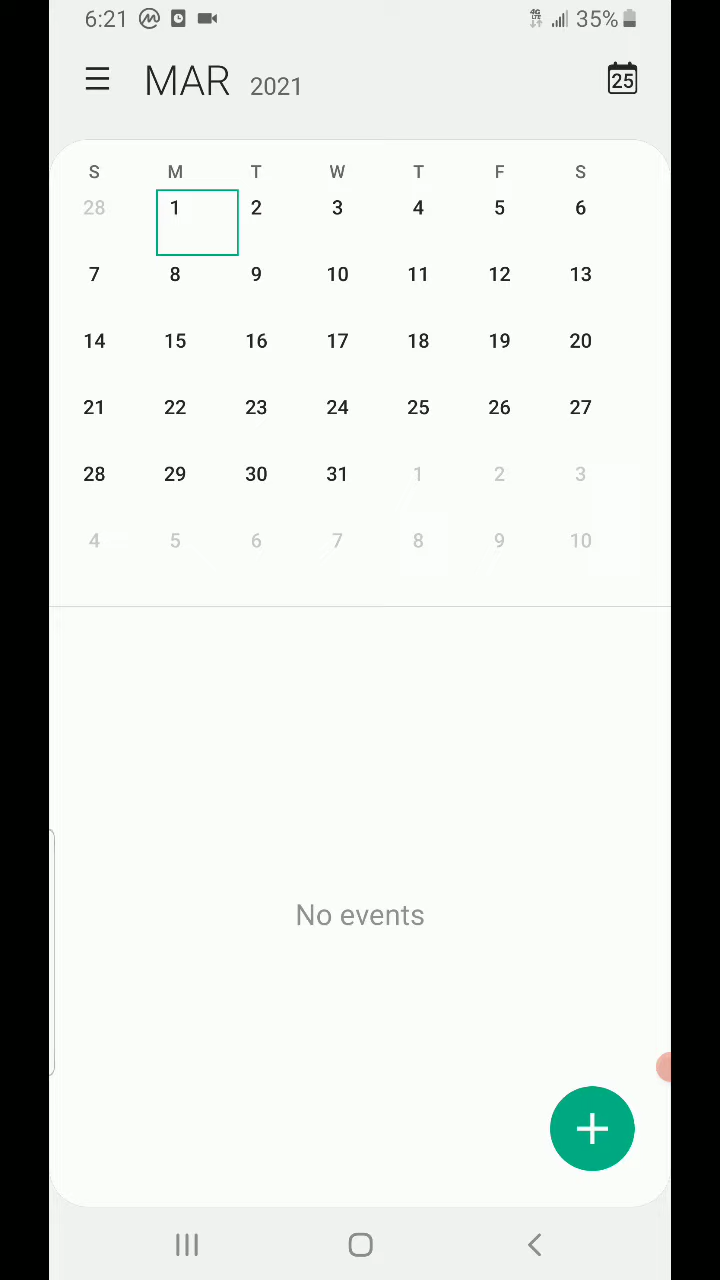 6:21 35%
MAR 2021 25
S M T W T F S
28 1 2 3 4 5 6
7 8 9 10 11 12 13
14 15 16 17 18 19 20
21 22 23 24 25 26 27
28 29 30 31 1 2 3
4 5 6 7 8 9 10
No events